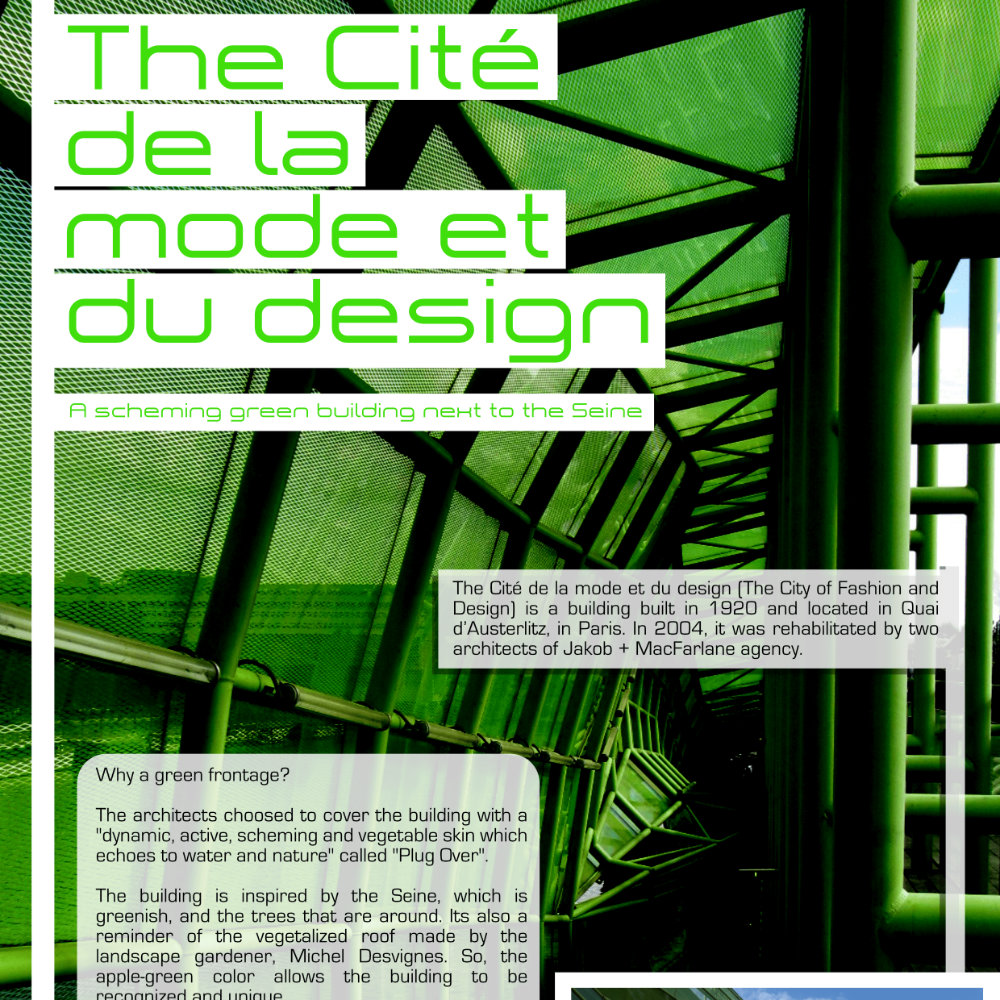 The Cité
de la
mode et
du design
A scheming green building next to the Seine
The Cité de la mode et du design (The City of Fashion and
Design) is a building built in 1920 and located in Quai
d'Austerlitz, in Paris. In 2004, it was rehabilitated by two
architects of Jakob + MacFarlane agency.
Why a green frontage?
The architects choosed to cover the building with a
"dynamic, active, scheming and vegetable skin which
echoes to water and nature" called "Plug Over".
The building is inspired by the Seine, which is
greenish, and the trees that are around. Its also a
reminder of the vegetalized roof made by the
landscape gardener, Michel Desvignes. So, the
apple-green color allows the building to be
recognized and unique.